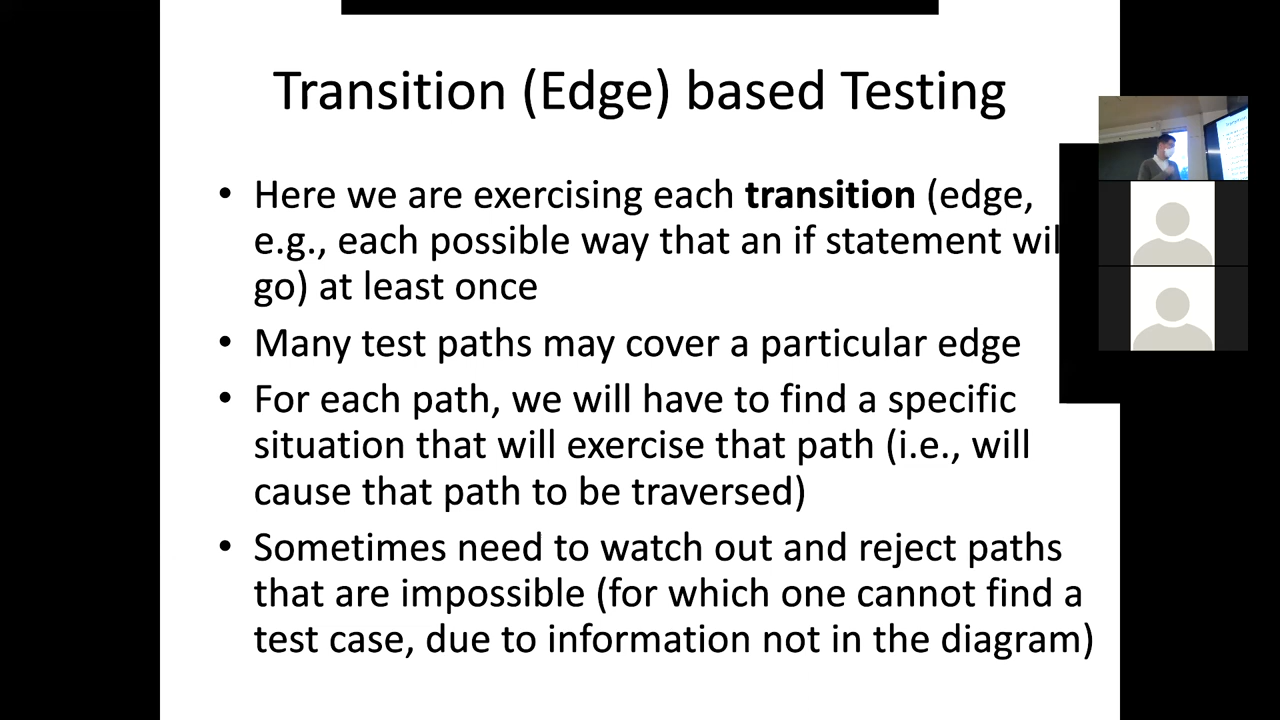 Transition (Edge) based Testing
• Here we are exercising each transition (edge,
e.g., each possible way that an if statement wil
go) at least once
• Many test paths may cover a particular edge
• For each path, we will have to find a specific
situation that will exercise that path (i.e., will
cause that path to be traversed)
• Sometimes need to watch out and reject paths
that are impossible (for which one cannot find a
test case, due to information not in the diagram)